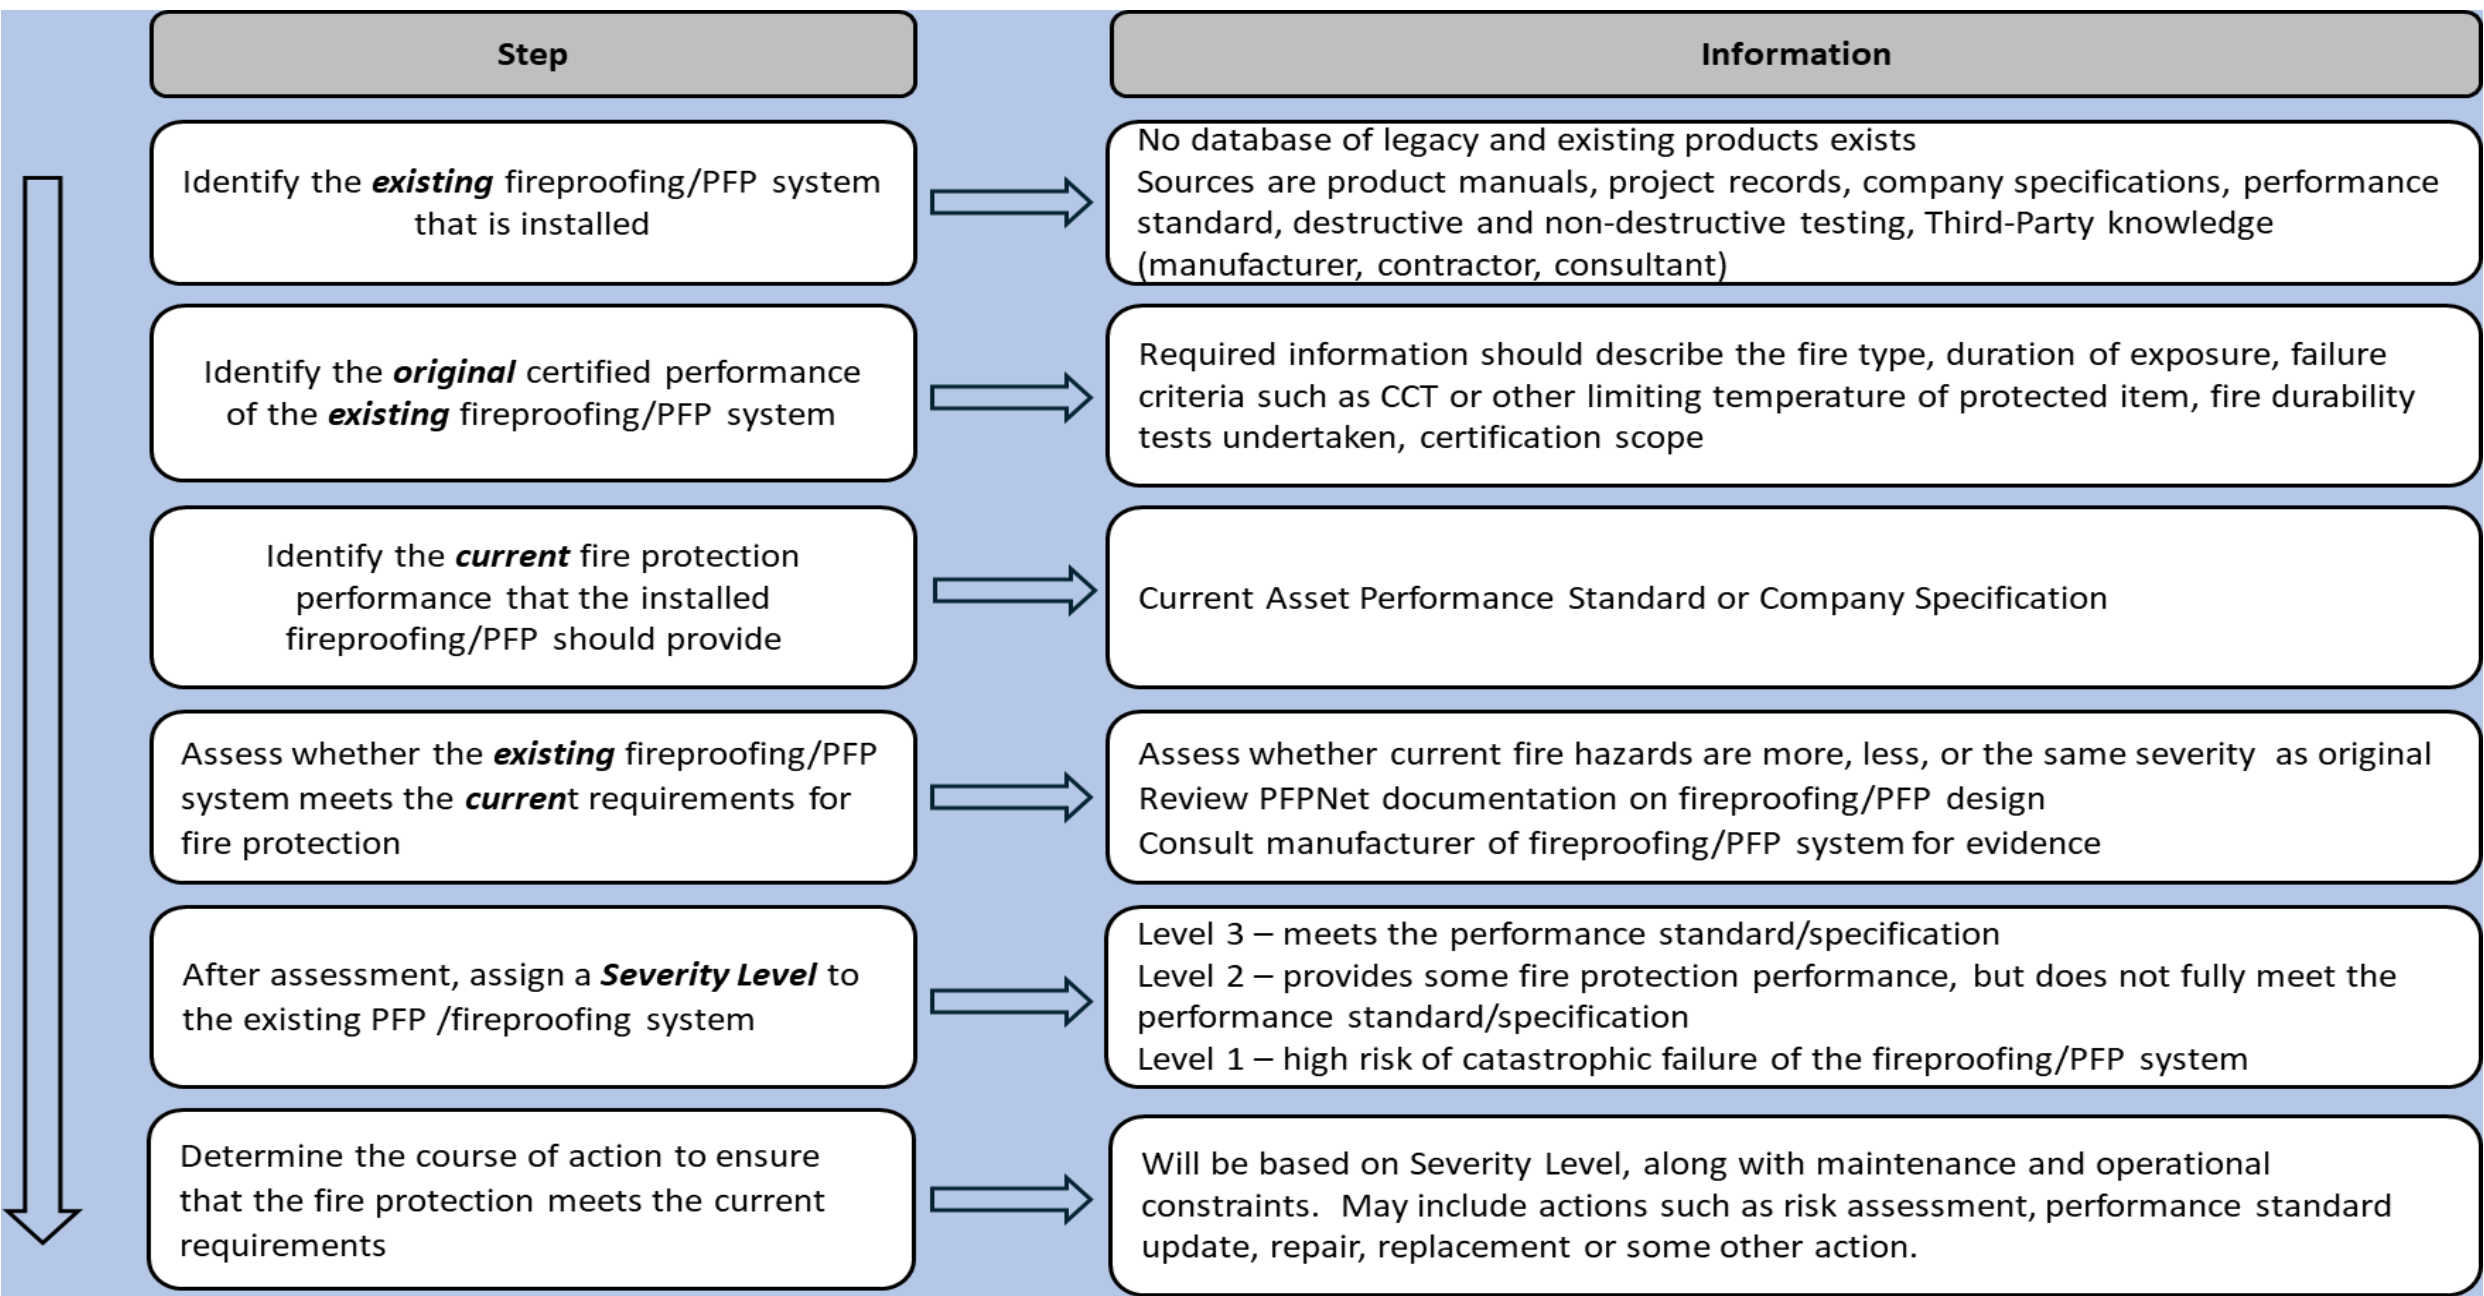 Step
Information
Identify the existing fireproofing/PFP system
that is installed
No database of legacy and existing products exists
Sources are product manuals, project records, company specifications, performance
standard, destructive and non-destructive testing, Third-Party knowledge
(manufacturer, contractor, consultant)
Identify the original certified performance
of the existing fireproofing/PFP system
Required information should describe the fire type, duration of exposure, failure
criteria such as CCT or other limiting temperature of protected item, fire durability
tests undertaken, certification scope
Identify the current fire protection
performance that the installed
fireproofing/PFP should provide
Current Asset Performance Standard or Company Specification
Assess whether the existing fireproofing/PFP
system meets the current requirements for
fire protection
Assess whether current fire hazards are more, less, or the same severity as original
Review PFPNet documentation on fireproofing/PFP design
Consult manufacturer of fireproofing/PFP system for evidence
After assessment, assign a Severity Level to
the existing PFP /fireproofing system
Level 3 – meets the performance standard/specification
Level 2 – provides some fire protection performance, but does not fully meet the
performance standard/specification
Level 1 – high risk of catastrophic failure of the fireproofing/PFP system
Determine the course of action to ensure
that the fire protection meets the current
requirements
Will be based on Severity Level, along with maintenance and operational
constraints. May include actions such as risk assessment, performance standard
update, repair, replacement or some other action.